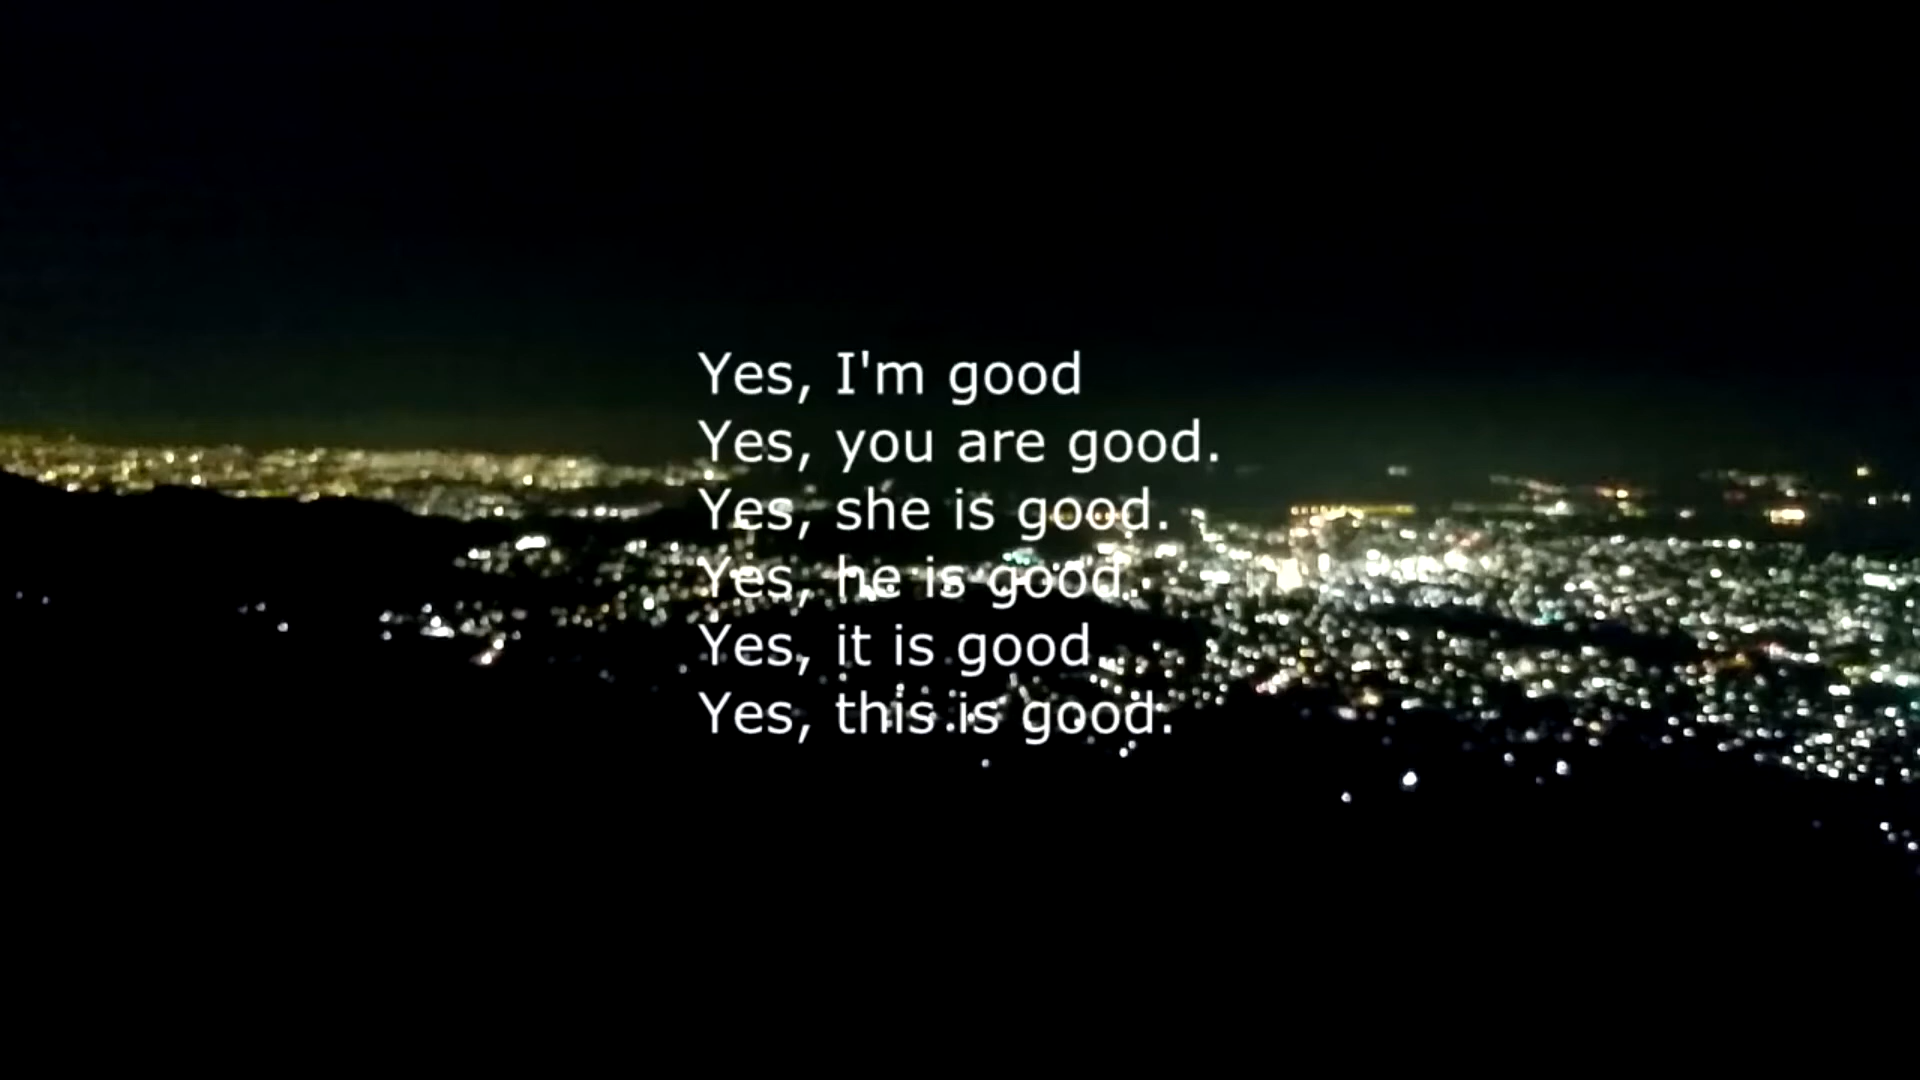 Yes, I'm good
Yes, you are good.
Yes, she is good.
Yes, he is good.
Yes, it is good.
Yes, this is good.